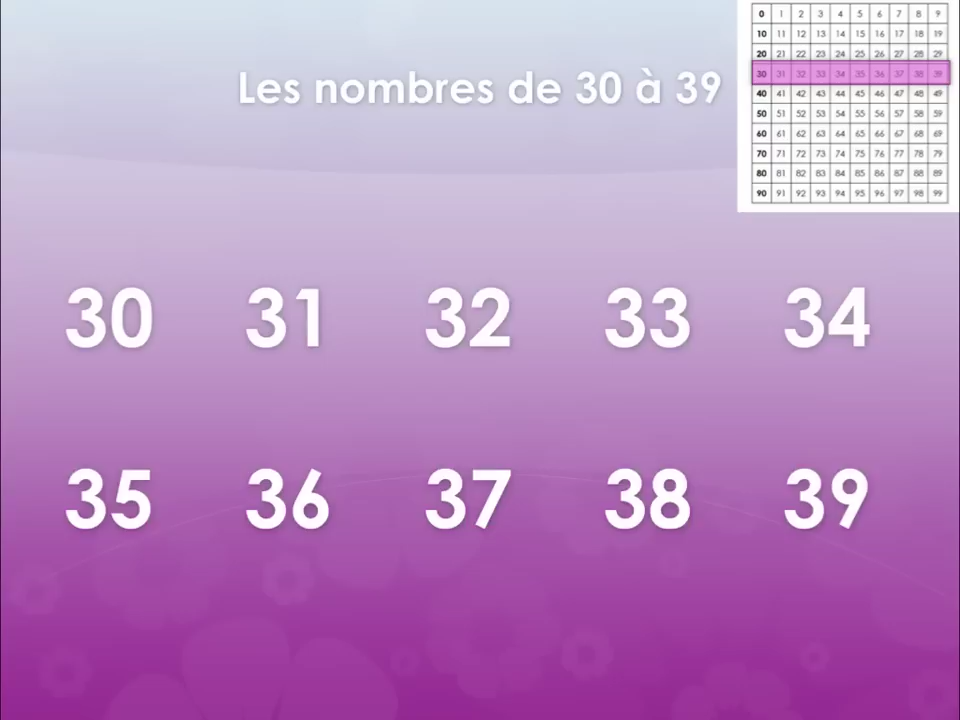 Les nombres de 30 à 39
0 1 2 3 4 5 6 7 8 9
10 11 12 13 14 15 16 17 18 19
20 21 22 23 24 25 26 27 28 29
30 31 32 33 34 35 36 37 38 39
40 41 42 43 44 45 46 47 48 49
50 51 52 53 54 55 56 57 58 59
60 61 62 63 64 65 66 67 68 69
70 71 72 73 74 75 76 77 78 79
80 81 82 83 84 85 86 87 88 89
90 91 92 93 94 95 96 97 98 99
30 31 32 33 34
35 36 37 38 39